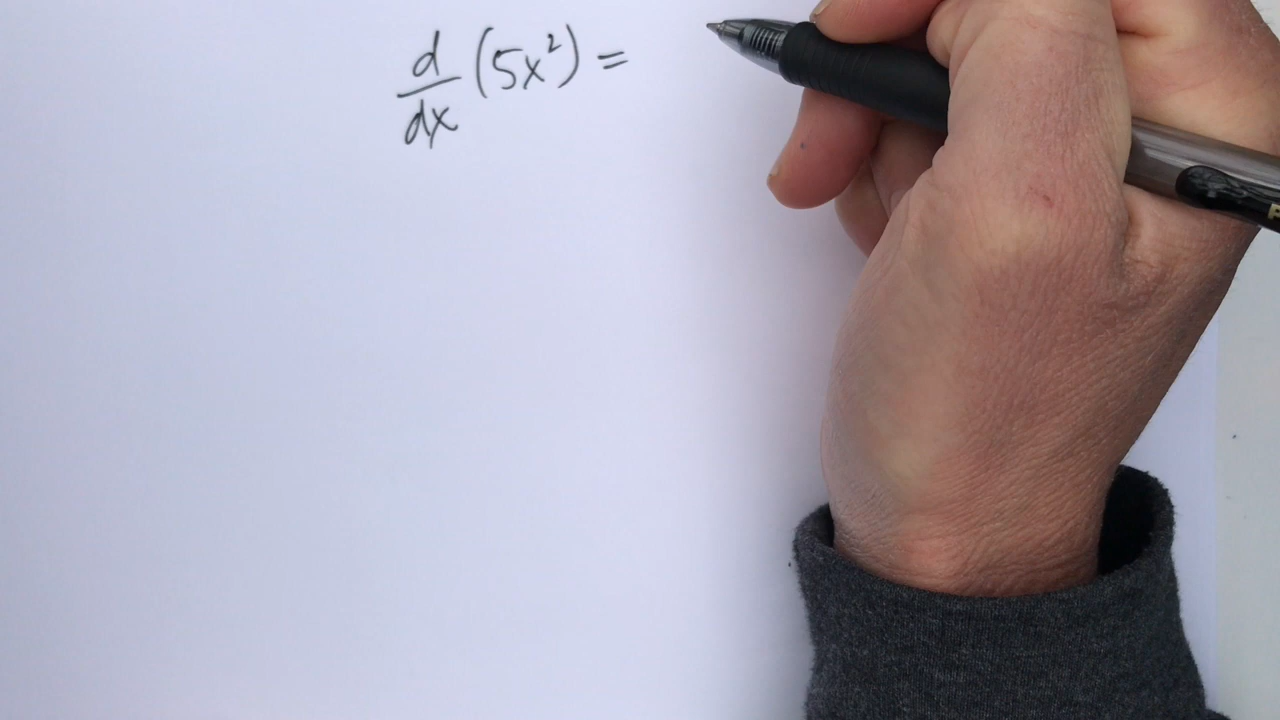 d/dx (5x²) =